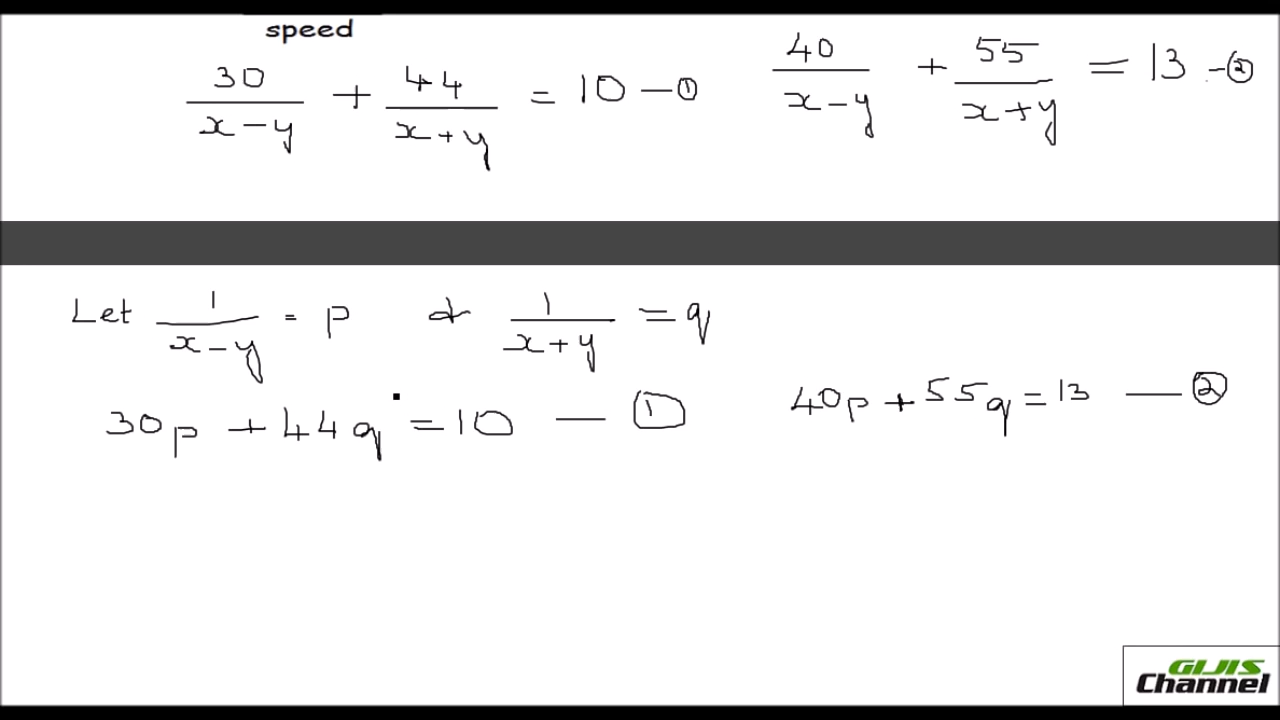 speed
30/(x-y) + 44/(x+y) = 10 — ①
40/(x-y) + 55/(x+y) = 13 - ②
Let 1/(x-y) = p & 1/(x+y) = q
30p + 44q = 10 — ①
40p + 55q = 13 — ②
GIJIS
Channel